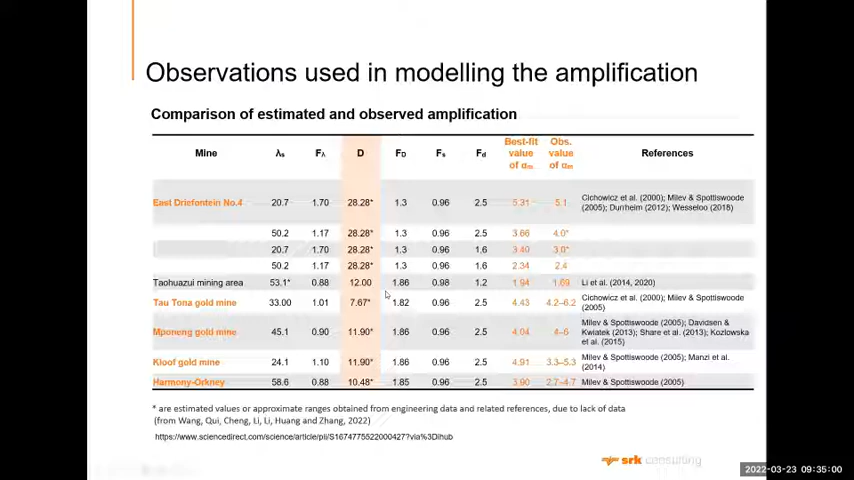 Observations used in modelling the amplification
Comparison of estimated and observed amplification
Mine λs Fλ D FD Fs Fd Best-fit value of αm Obs. value of αm References
East Driefontein No.4 20.7 1.70 28.28* 1.3 0.96 2.5 5.31 5.1 Cichowicz et al. (2000); Milev & Spottiswoode (2005); Durrheim (2012); Wesseloo (2018)
50.2 1.17 28.28* 1.3 0.96 2.5 3.66 4.0*
20.7 1.70 28.28* 1.3 0.96 1.6 3.40 3.0*
50.2 1.17 28.28* 1.3 0.96 1.6 2.34 2.4
Taohuazui mining area 53.1* 0.88 12.00 1.86 0.98 1.2 1.94 1.69 Li et al. (2014, 2020)
Tau Tona gold mine 33.00 1.01 7.67* 1.82 0.96 2.5 4.43 4.2–6.2 Cichowicz et al. (2000); Milev & Spottiswoode (2005)
Mponeng gold mine 45.1 0.90 11.90* 1.86 0.96 2.5 4.04 4–6 Milev & Spottiswoode (2005); Davidsen & Kwiatek (2013); Share et al. (2013); Kozlowska et al. (2015)
Kloof gold mine 24.1 1.10 11.90* 1.86 0.96 2.5 4.91 3.3–5.3 Milev & Spottiswoode (2005); Manzi et al. (2014)
Harmony-Orkney 58.6 0.88 10.48* 1.85 0.96 2.5 3.90 2.7–4.7 Milev & Spottiswoode (2005)
* are estimated values or approximate ranges obtained from engineering data and related references, due to lack of data
(from Wang, Qui, Cheng, Li, Li, Huang and Zhang, 2022)
https://www.sciencedirect.com/science/article/pii/S1674775522000427?via%3Dihub
srk consulting
2022-03-23 09:35:00